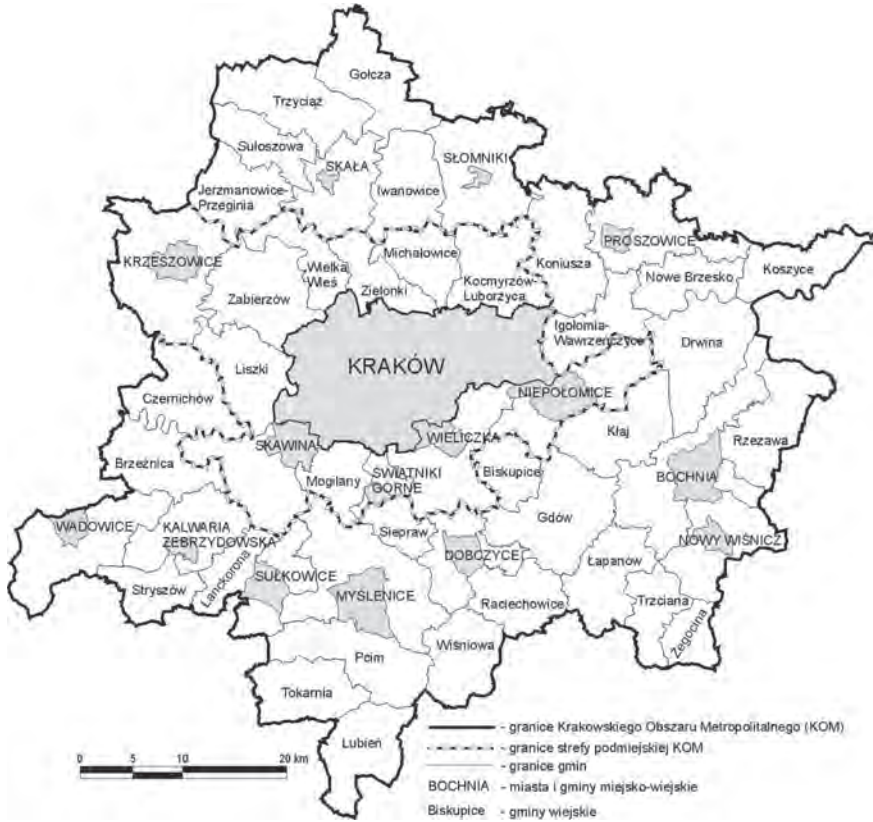 Gołcza
Trzyciąż
Sułoszowa
SKAŁA
SŁOMNIKI
Jerzmanowice-
Przeginia
Iwanowice
KRZESZOWICE
Wielka
Wieś
Michałowice
Zielonki
Kocmyrzów-
Luborzyca
Koniusza
PROSZOWICE
Nowe Brzesko
Koszyce
Zabierzów
Igołomia-
Wawrzeńczyce
Drwina
KRAKÓW
Liszki
Czernichów
NIEPOŁOMICE
Kłaj
Rzezawa
SKAWINA
WIELICZKA
Brzeźnica
Mogilany
ŚWIĄTNIKI
GÓRNE
Biskupice
BOCHNIA
Gdów
WADOWICE
KALWARIA
ZEBRZYDOWSKA
Siepraw
DOBCZYCE
NOWY WIŚNICZ
Łapanów
Stryszów
Lanckorona
SUŁKOWICE
MYŚLENICE
Raciechowice
Trzciana
Żegocina
Wiśniowa
Pcim
Tokarnia
Lubień
0 10 20 km
0 5
- granice Krakowskiego Obszaru Metropolitalnego (KOM)
- granice strefy podmiejskiej KOM
- granice gmin
BOCHNIA - miasta i gminy miejsko-wiejskie
Biskupice - gminy wiejskie